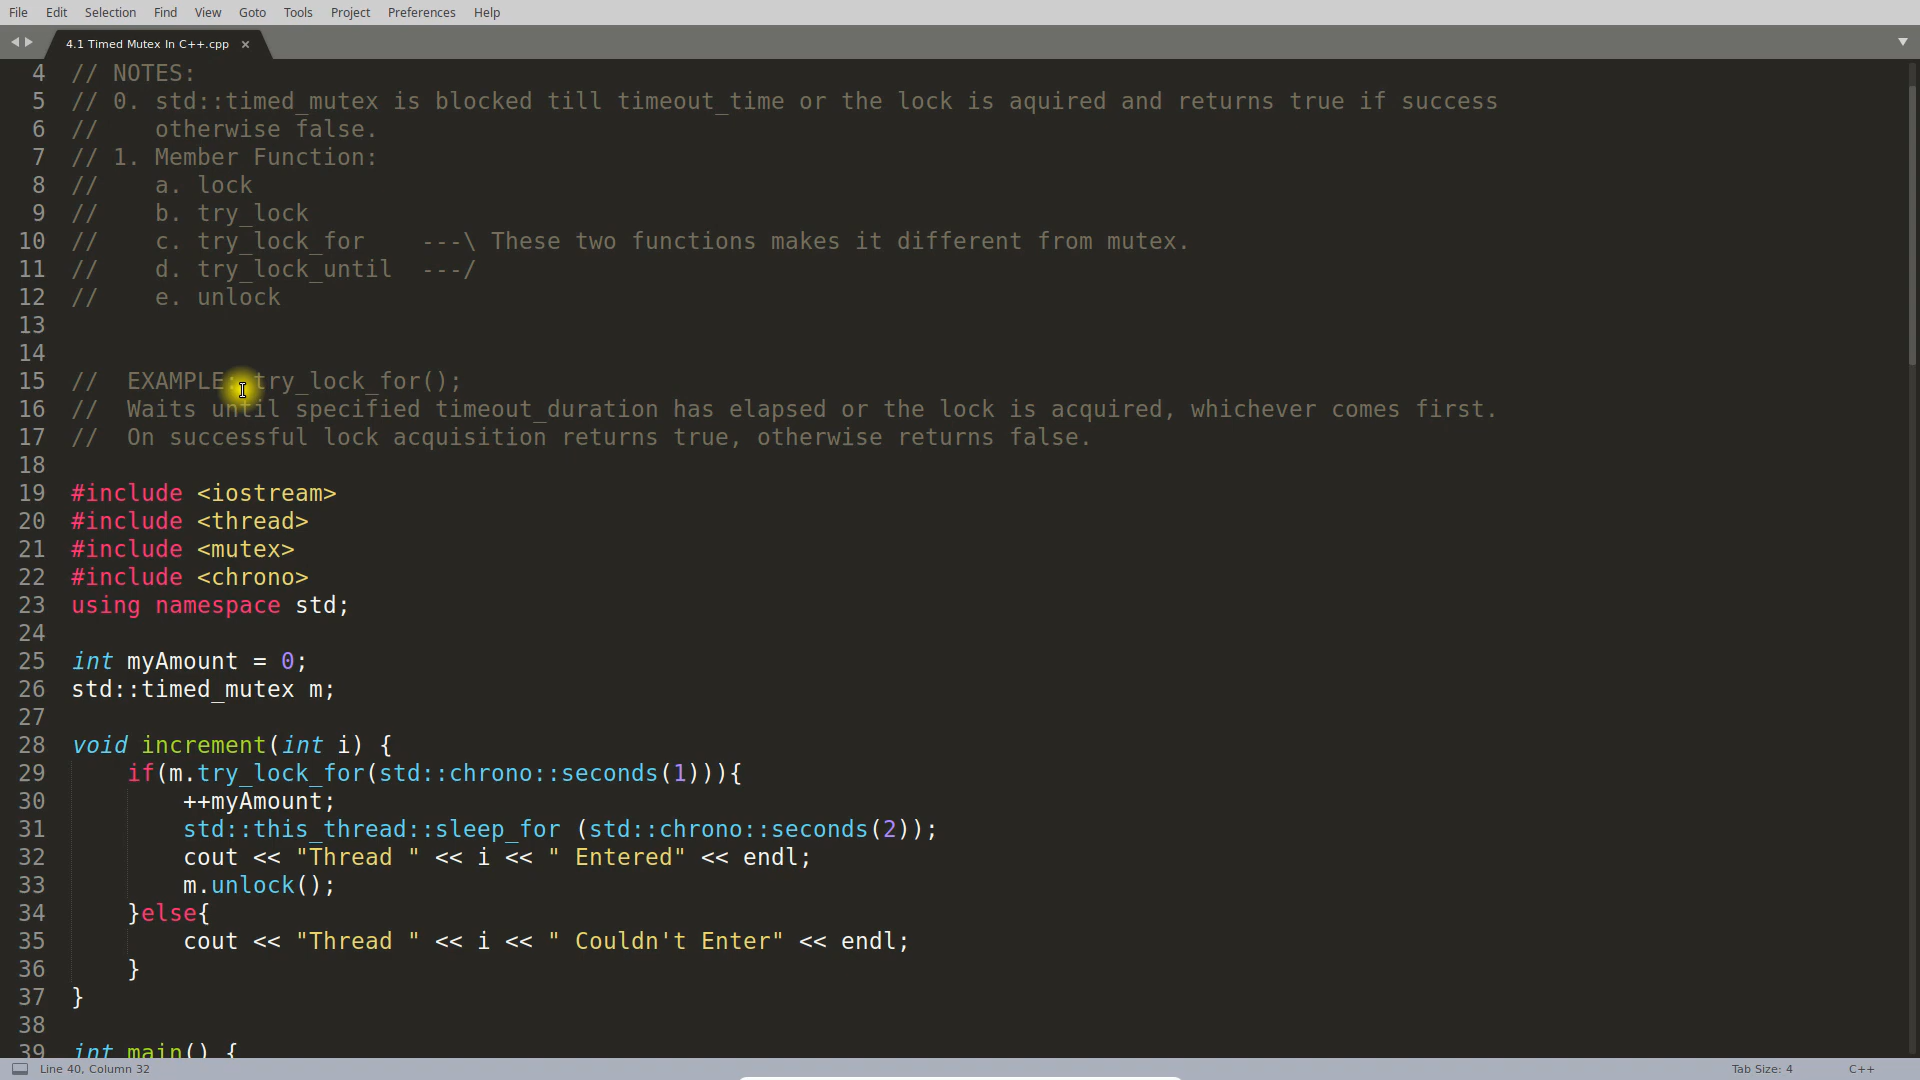 File Edit Selection Find View Goto Tools Project Preferences Help
4.1 Timed Mutex In C++.cpp ×
4 // NOTES:
5 // 0. std::timed_mutex is blocked till timeout_time or the lock is aquired and returns true if success
6 //    otherwise false.
7 // 1. Member Function:
8 //    a. lock
9 //    b. try_lock
10 //    c. try_lock_for    ---\ These two functions makes it different from mutex.
11 //    d. try_lock_until  ---/
12 //    e. unlock
13
14
15 //  EXAMPLE: try_lock_for();
16 //  Waits until specified timeout_duration has elapsed or the lock is acquired, whichever comes first.
17 //  On successful lock acquisition returns true, otherwise returns false.
18
19 #include <iostream>
20 #include <thread>
21 #include <mutex>
22 #include <chrono>
23 using namespace std;
24
25 int myAmount = 0;
26 std::timed_mutex m;
27
28 void increment(int i) {
29     if(m.try_lock_for(std::chrono::seconds(1))){
30         ++myAmount;
31         std::this_thread::sleep_for (std::chrono::seconds(2));
32         cout << "Thread " << i << " Entered" << endl;
33         m.unlock();
34     }else{
35         cout << "Thread " << i << " Couldn't Enter" << endl;
36     }
37 }
38
39 int main() {
Line 40, Column 32 Tab Size: 4 C++